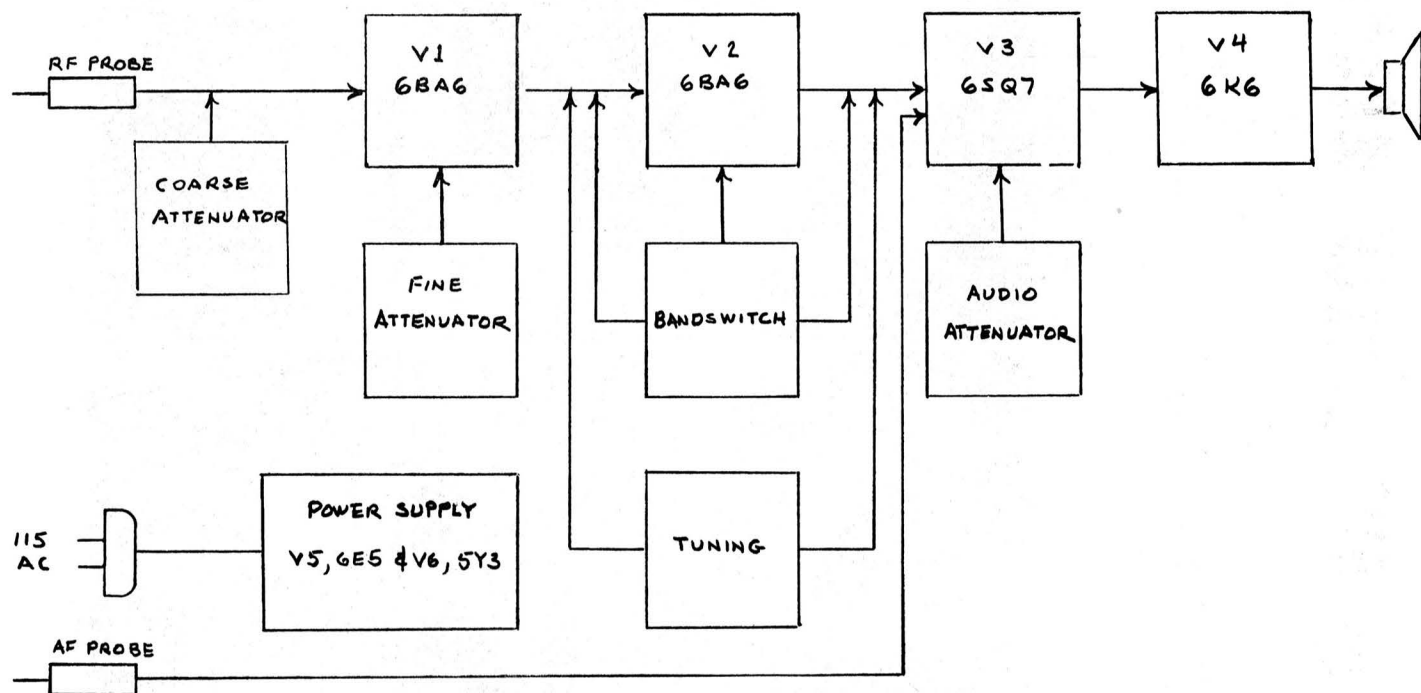 RF PROBE
V1
6BA6
V2
6BA6
V3
6SQ7
V4
6K6
COARSE
ATTENUATOR
FINE
ATTENUATOR
BANDSWITCH
AUDIO
ATTENUATOR
POWER SUPPLY
V5, 6E5 & V6, 5Y3
TUNING
115
AC
AF PROBE